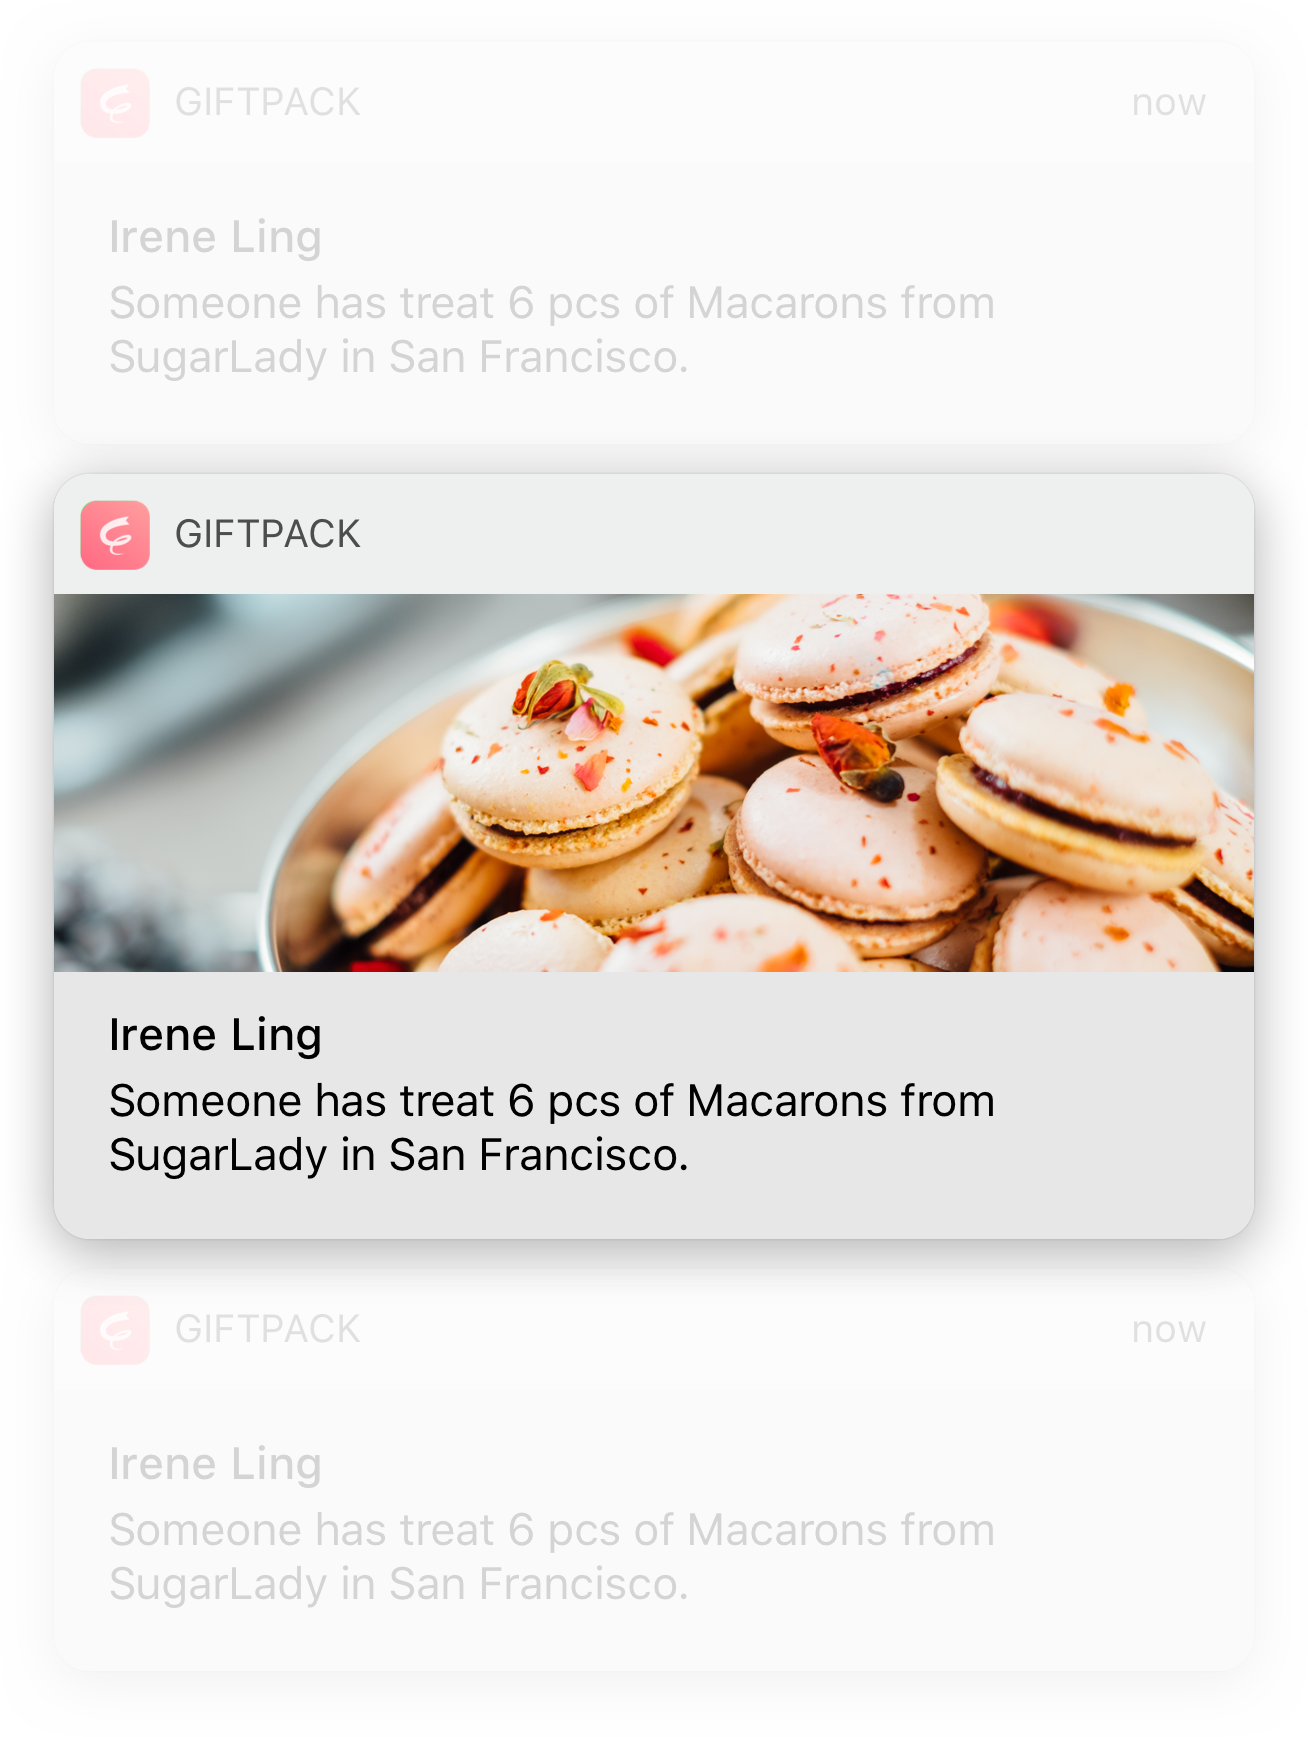 GIFTPACK now
Irene Ling
Someone has treat 6 pcs of Macarons from
SugarLady in San Francisco.
GIFTPACK
Irene Ling
Someone has treat 6 pcs of Macarons from
SugarLady in San Francisco.
GIFTPACK now
Irene Ling
Someone has treat 6 pcs of Macarons from
SugarLady in San Francisco.